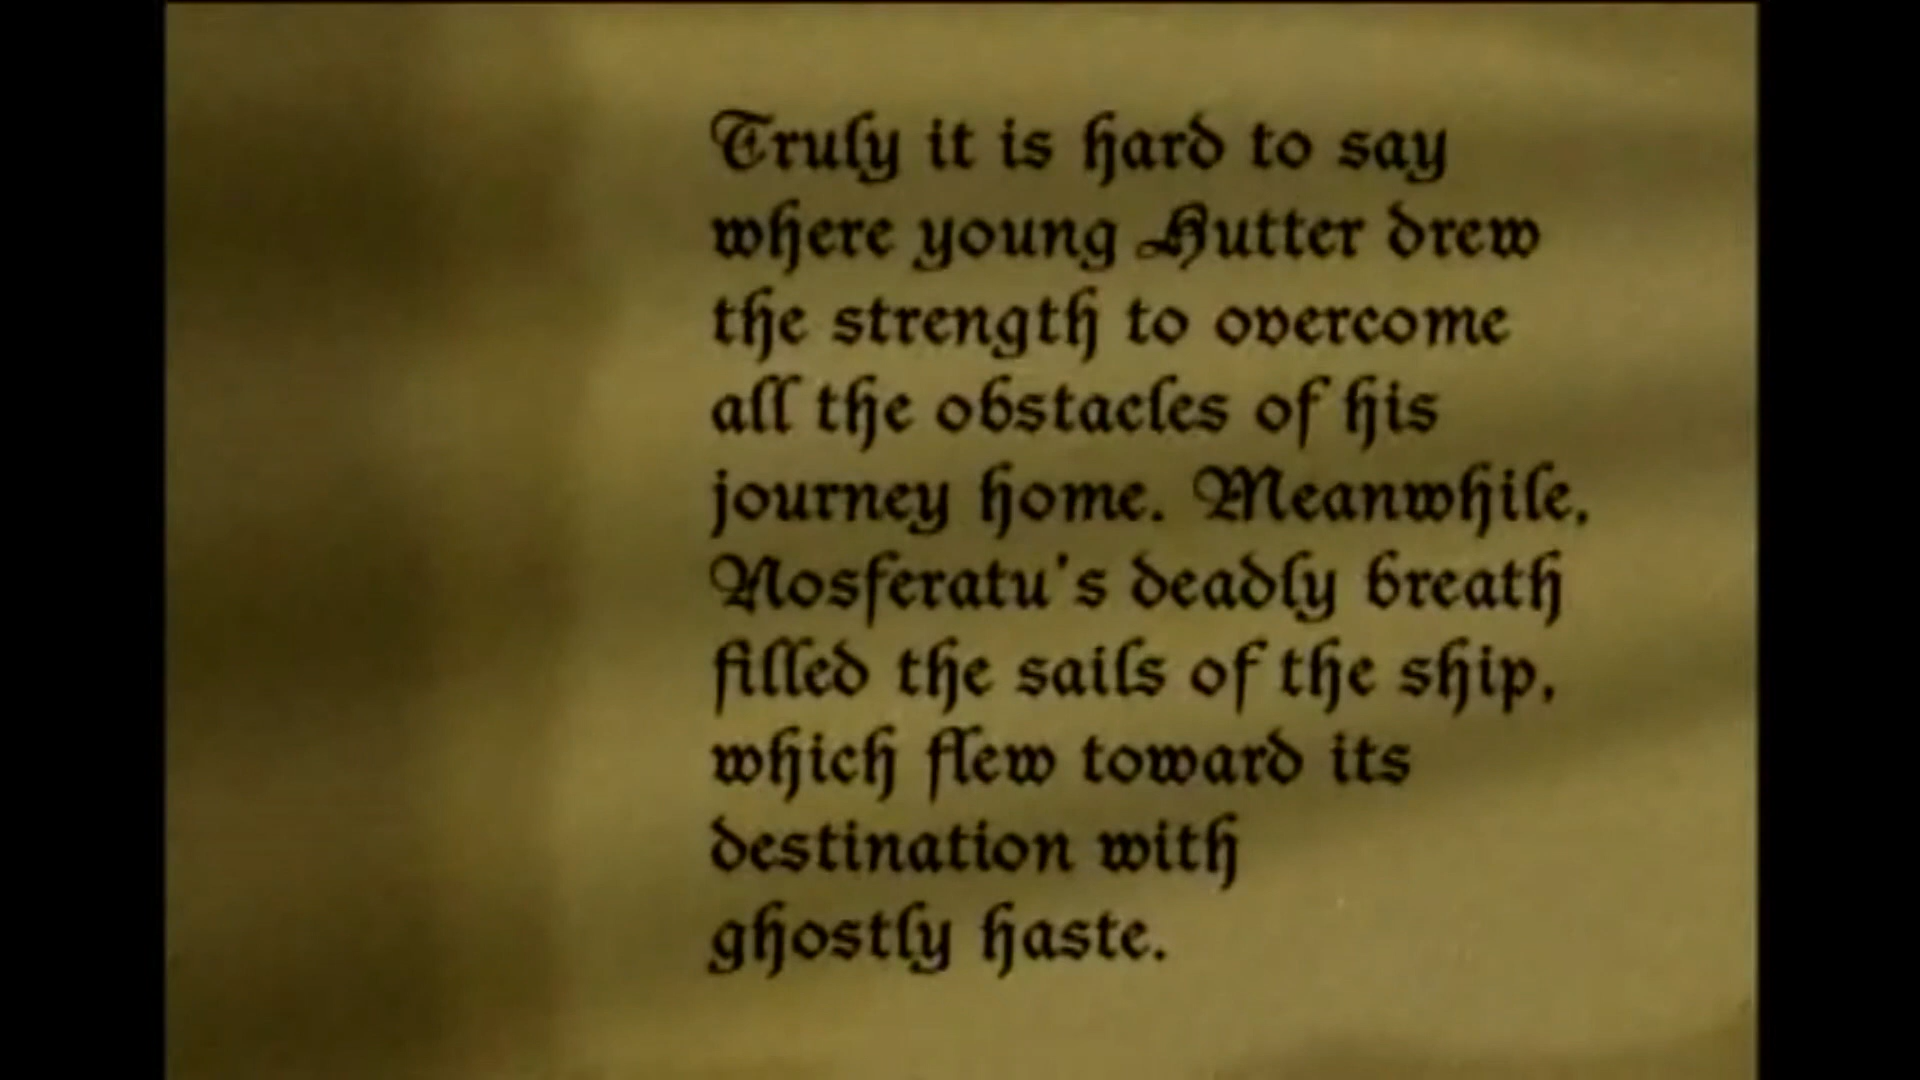 Truly it is hard to say
where young Hutter drew
the strength to overcome
all the obstacles of his
journey home. Meanwhile,
Nosferatu's deadly breath
filled the sails of the ship,
which flew toward its
destination with
ghostly haste.